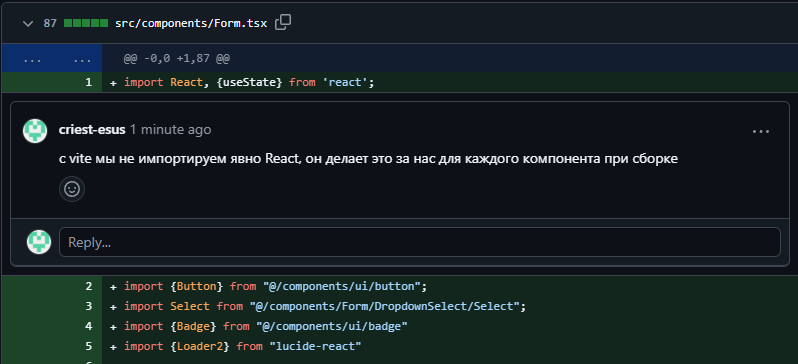 87 src/components/Form.tsx
... ... @@ -0,0 +1,87 @@
1 + import React, {useState} from 'react';
criest-esus 1 minute ago ...
с vite мы не импортируем явно React, он делает это за нас для каждого компонента при сборке
Reply...
2 + import {Button} from "@/components/ui/button";
3 + import Select from "@/components/Form/DropdownSelect/Select";
4 + import {Badge} from "@/components/ui/badge"
5 + import {Loader2} from "lucide-react"